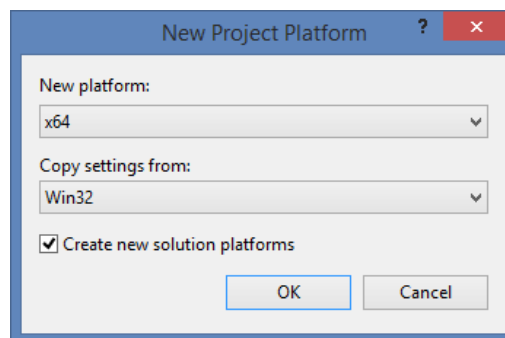 New Project Platform ?
New platform:
x64
Copy settings from:
Win32
Create new solution platforms
OK Cancel